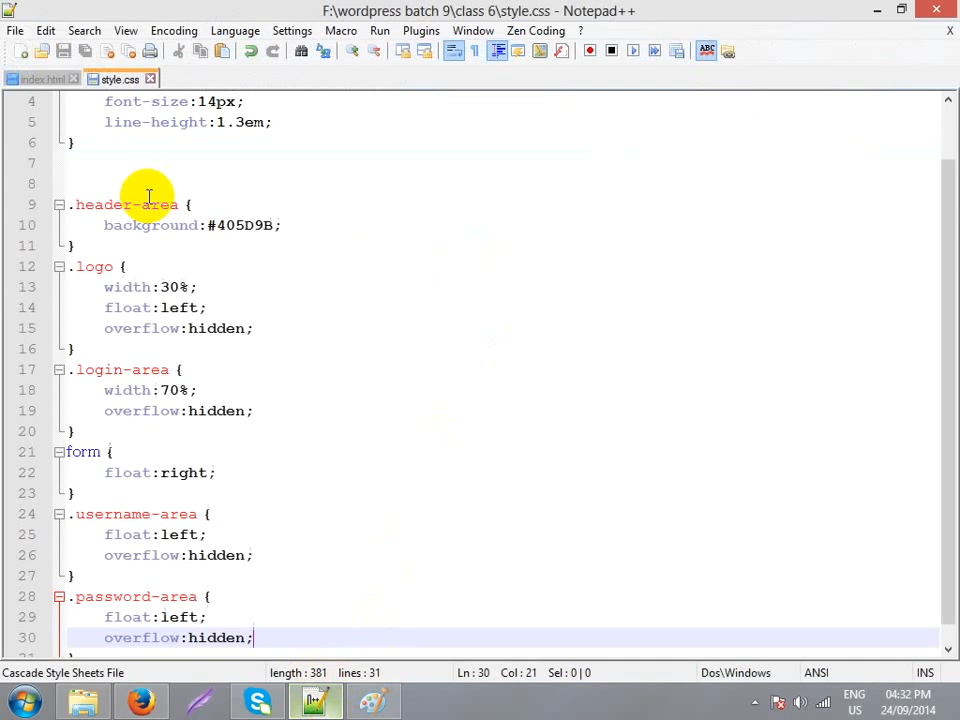 F:\wordpress batch 9\class 6\style.css - Notepad++
File Edit Search View Encoding Language Settings Macro Run Plugins Window Zen Coding ? X
index.html style.css
4 font-size:14px;
5 line-height:1.3em;
6 }
7
8
9 .header-area {
10 background:#405D9B;
11 }
12 .logo {
13 width:30%;
14 float:left;
15 overflow:hidden;
16 }
17 .login-area {
18 width:70%;
19 overflow:hidden;
20 }
21 form {
22 float:right;
23 }
24 .username-area {
25 float:left;
26 overflow:hidden;
27 }
28 .password-area {
29 float:left;
30 overflow:hidden;
31 }
Cascade Style Sheets File length : 381 lines : 31 Ln : 30 Col : 21 Sel : 0 | 0 Dos\Windows ANSI INS
ENG 04:32 PM
US 24/09/2014